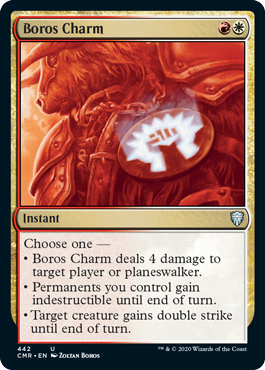 Boros Charm
Instant
Choose one —
• Boros Charm deals 4 damage to
target player or planeswalker.
• Permanents you control gain
indestructible until end of turn.
• Target creature gains double strike
until end of turn.
442 U
CMR • EN Zoltan Boros
™ & © 2020 Wizards of the Coast